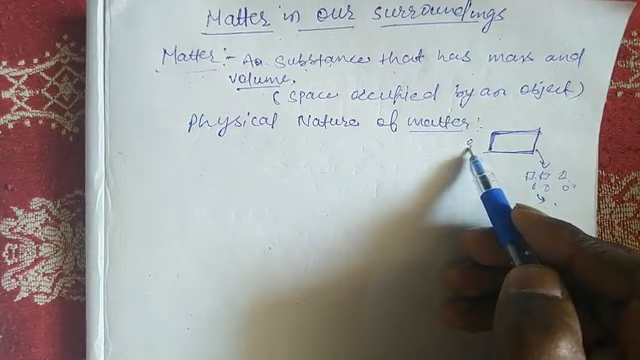 Matter in our surroundings
Matter :- An Substance that has mass and
volume.
(Space occupied by an object)
Physical Nature of matter: